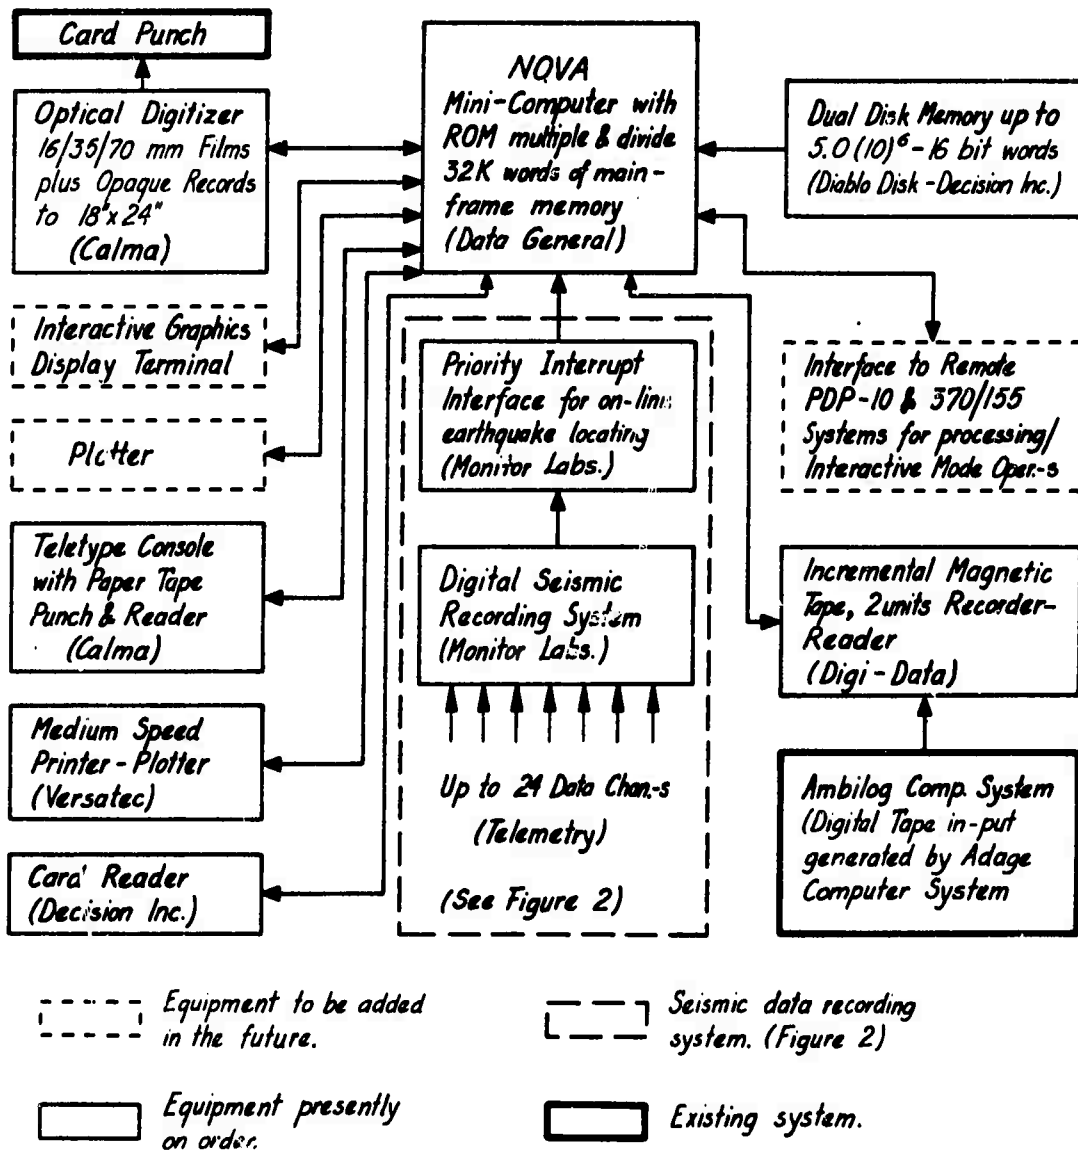 Card Punch
Optical Digitizer
16/35/70 mm Films
plus Opaque Records
to 18"x 24"
(Calma)
Interactive Graphics
Display Terminal
Plotter
Teletype Console
with Paper Tape
Punch & Reader
(Calma)
Medium Speed
Printer-Plotter
(Versatec)
Card Reader
(Decision Inc.)
NOVA
Mini-Computer with
ROM multiple & divide
32K words of main-
frame memory
(Data General)
Priority Interrupt
Interface for on-line
earthquake locating
(Monitor Labs.)
Digital Seismic
Recording System
(Monitor Labs.)
Up to 24 Data Chan.-s
(Telemetry)
(See Figure 2)
Dual Disk Memory up to
5.0(10)⁶-16 bit words
(Diablo Disk-Decision Inc.)
Interface to Remote
PDP-10 & 370/155
Systems for processing/
Interactive Mode Oper.-s
Incremental Magnetic
Tape, 2units Recorder-
Reader
(Digi-Data)
Ambilog Comp. System
(Digital Tape in-put
generated by Adage
Computer System
Equipment to be added
in the future.
Seismic data recording
system. (Figure 2)
Equipment presently
on order.
Existing system.